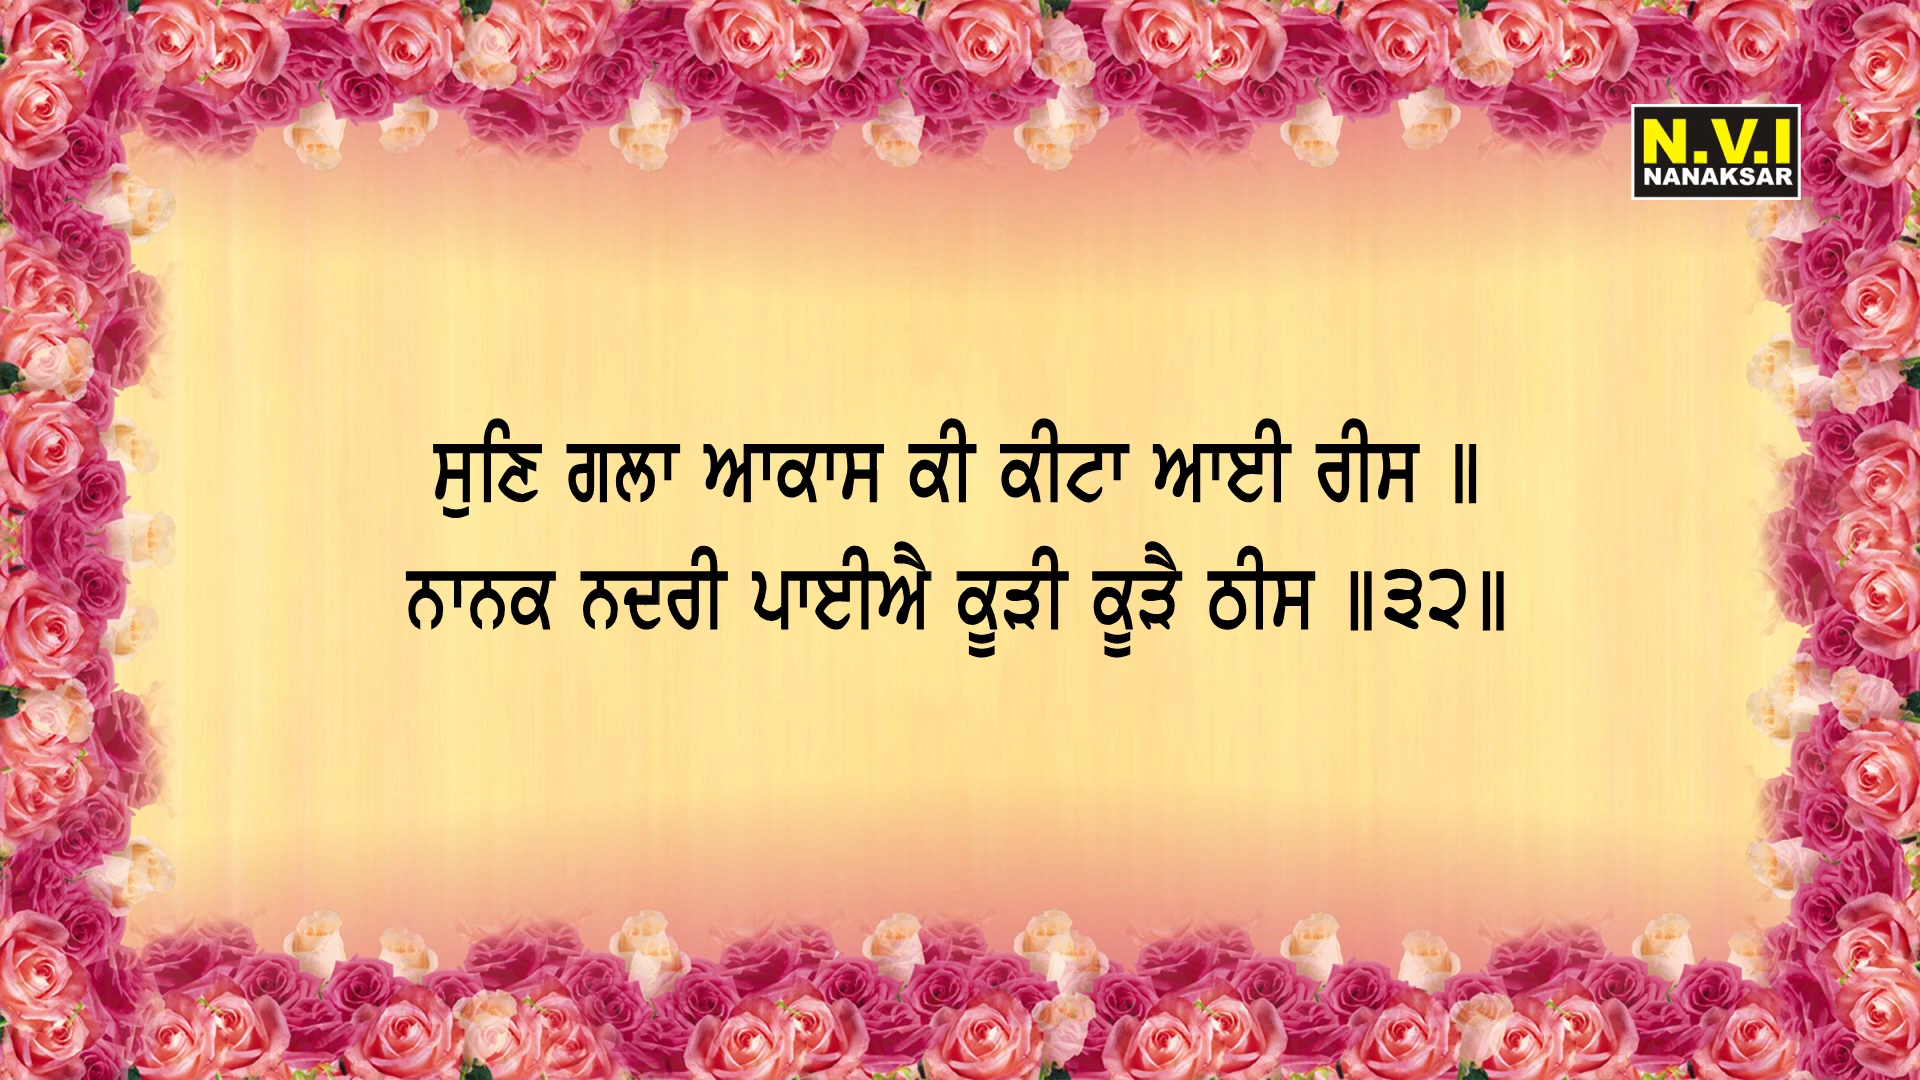 N.V.I
NANAKSAR
ਸੁਣਿ ਗਲਾ ਆਕਾਸ ਕੀ ਕੀਟਾ ਆਈ ਰੀਸ ॥
ਨਾਨਕ ਨਦਰੀ ਪਾਈਐ ਕੂੜੀ ਕੂੜੈ ਠੀਸ ॥੩੨॥